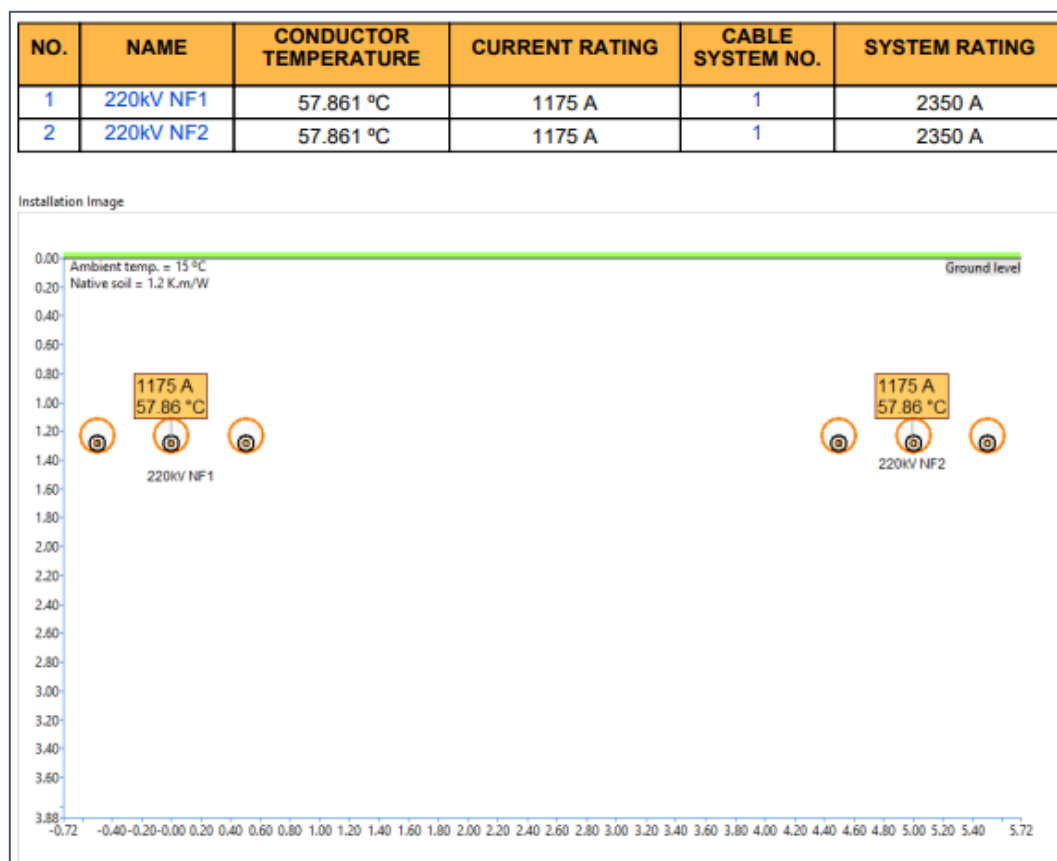 NO. NAME CONDUCTOR TEMPERATURE CURRENT RATING CABLE SYSTEM NO. SYSTEM RATING
1 220kV NF1 57.861 ºC 1175 A 1 2350 A
2 220kV NF2 57.861 ºC 1175 A 1 2350 A
Installation Image
0.00
Ambient temp. = 15 ºC
Ground level
Native soil = 1.2 K.m/W
0.20
0.40
0.60
0.80
1175 A
57.86 °C
1175 A
57.86 °C
1.00
1.20
1.40
220kV NF1
220kV NF2
1.60
1.80
2.00
2.20
2.40
2.60
2.80
3.00
3.20
3.40
3.60
3.88
-0.72 -0.40 -0.20 -0.00 0.20 0.40 0.60 0.80 1.00 1.20 1.40 1.60 1.80 2.00 2.20 2.40 2.60 2.80 3.00 3.20 3.40 3.60 3.80 4.00 4.20 4.40 4.60 4.80 5.00 5.20 5.40 5.72